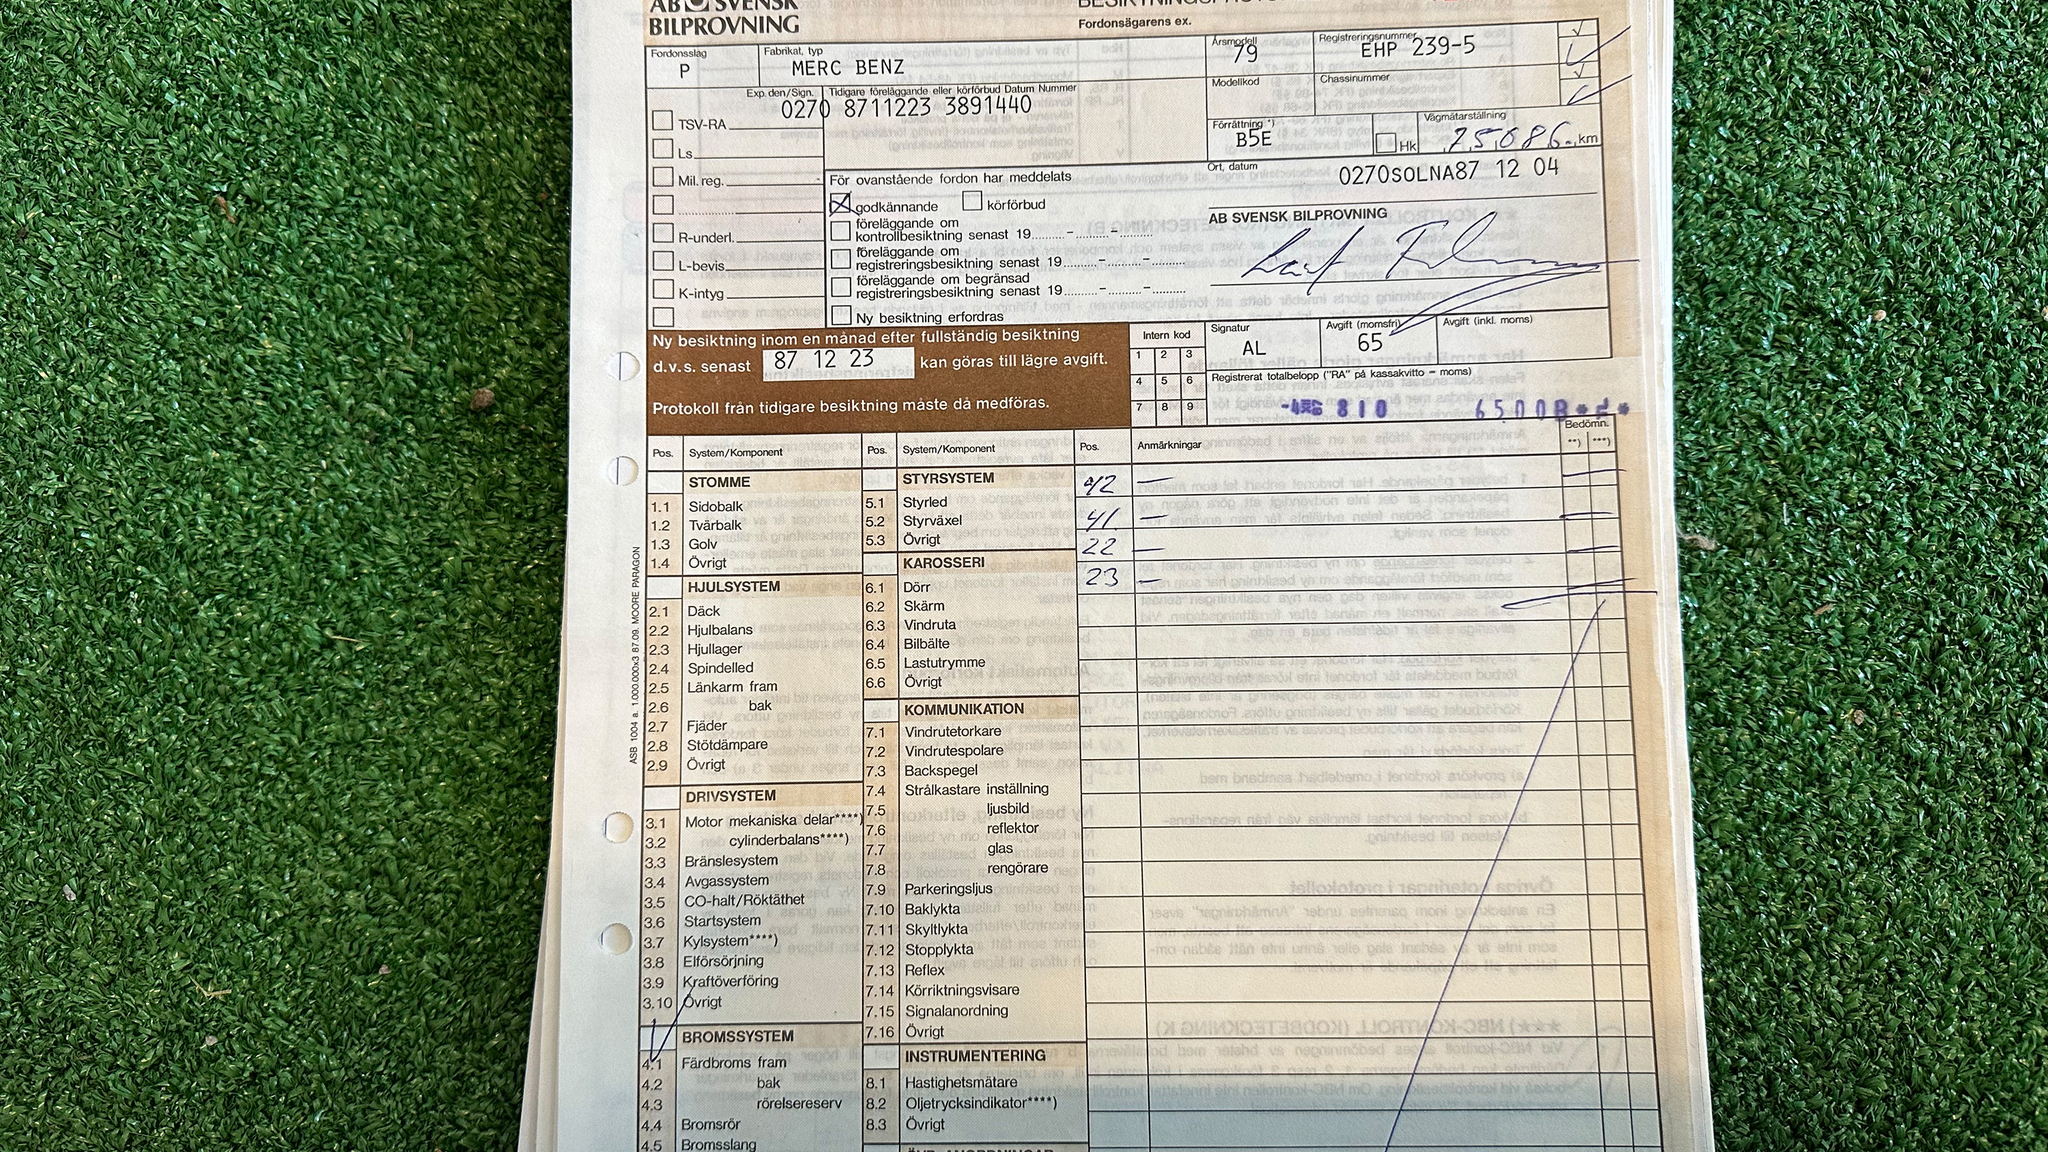 AB SVENSK
BILPROVNING
Fordonsägarens ex.
Fordonsslag
P
Fabrikat, typ
MERC BENZ
Årsmodell
79
Registreringsnummer
EHP 239-5
Modellkod
Chassinummer
Exp. den/Sign.
Tidigare föreläggande eller körförbud Datum Nummer
0270 8711223 3891440
Förrättning *)
B5E
Hk
Vägmätarställning
75086 km
Ort, datum
0270SOLNA87 12 04
TSV-RA
Ls
Mil. reg.
R-underl.
L-bevis
K-intyg
För ovanstående fordon har meddelats
godkännande
körförbud
föreläggande om
kontrollbesiktning senast 19
föreläggande om
registreringsbesiktning senast 19
föreläggande om begränsad
registreringsbesiktning senast 19
Ny besiktning erfordras
AB SVENSK BILPROVNING
Ny besiktning inom en månad efter fullständig besiktning
d.v.s. senast 87 12 23 kan göras till lägre avgift.
Protokoll från tidigare besiktning måste då medföras.
Intern kod
1 2 3
4 5 6
7 8 9
Signatur
AL
Avgift (momsfri)
65
Avgift (inkl. moms)
Registrerat totalbelopp ("RA" på kassakvitto – moms)
810
Pos. System/Komponent
STOMME
1.1 Sidobalk
1.2 Tvärbalk
1.3 Golv
1.4 Övrigt
HJULSYSTEM
2.1 Däck
2.2 Hjulbalans
2.3 Hjullager
2.4 Spindelled
2.5 Länkarm fram
2.6 bak
2.7 Fjäder
2.8 Stötdämpare
2.9 Övrigt
DRIVSYSTEM
3.1 Motor mekaniska delar****)
3.2 cylinderbalans****)
3.3 Bränslesystem
3.4 Avgassystem
3.5 CO-halt/Röktäthet
3.6 Startsystem
3.7 Kylsystem****)
3.8 Elförsörjning
3.9 Kraftöverföring
3.10 Övrigt
BROMSSYSTEM
4.1 Färdbroms fram
4.2 bak
4.3 rörelsereserv
4.4 Bromsrör
4.5 Bromsslang
Pos. System/Komponent
STYRSYSTEM
5.1 Styrled
5.2 Styrväxel
5.3 Övrigt
KAROSSERI
6.1 Dörr
6.2 Skärm
6.3 Vindruta
6.4 Bilbälte
6.5 Lastutrymme
6.6 Övrigt
KOMMUNIKATION
7.1 Vindrutetorkare
7.2 Vindrutespolare
7.3 Backspegel
7.4 Strålkastare inställning
7.5 ljusbild
7.6 reflektor
7.7 glas
7.8 rengörare
7.9 Parkeringsljus
7.10 Baklykta
7.11 Skyltlykta
7.12 Stopplykta
7.13 Reflex
7.14 Körriktningsvisare
7.15 Signalanordning
7.16 Övrigt
INSTRUMENTERING
8.1 Hastighetsmätare
8.2 Oljetrycksindikator****)
8.3 Övrigt
Pos. Anmärkningar Bedömn.
**) ***)
42 —
41 —
22 —
23 —
ASB 1004 a. 1.000.000x3 87.09. MOORE PARAGON